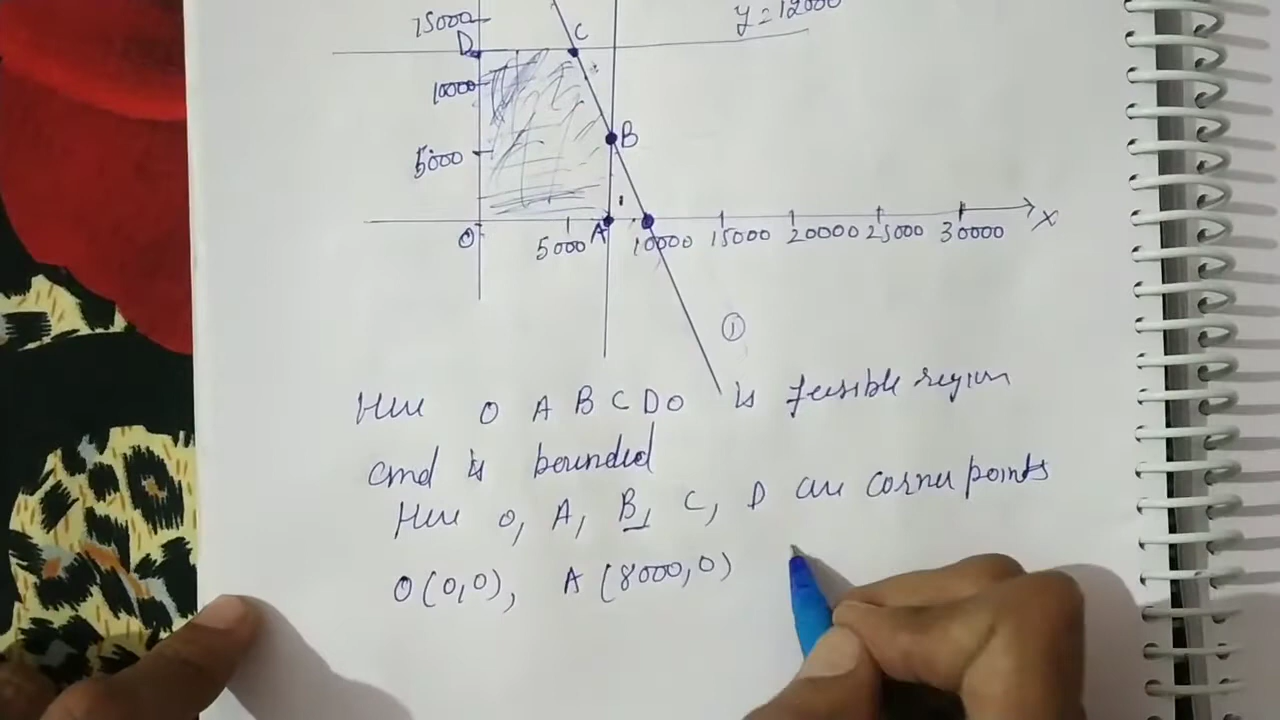 15000
y = 12000
D
C
10000
B
5000
O
5000
A
10000
15000
20000
25000
30000
X
①
Here O A B C D O is feasible region
and is bounded
Here O, A, B, C, D are corner points
O(0,0), A (8000,0)